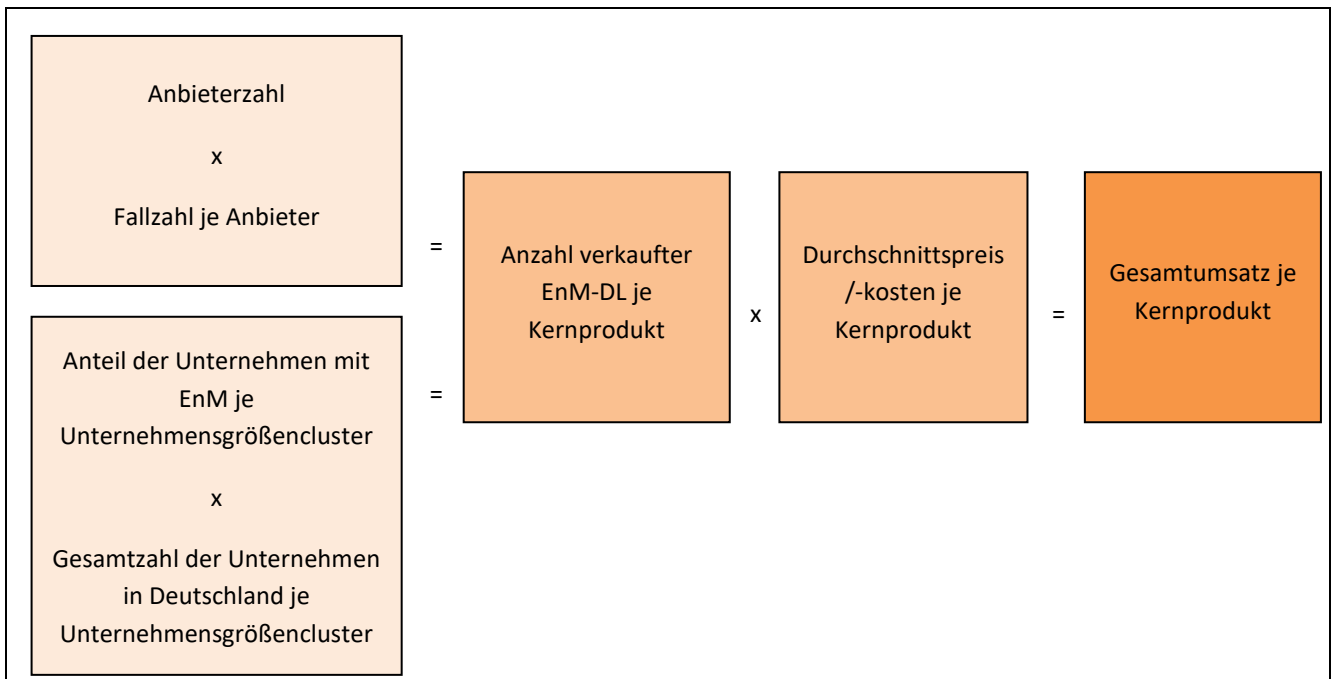 Anbieterzahl
x
Fallzahl je Anbieter
Anteil der Unternehmen mit
EnM je
Unternehmensgrößencluster
x
Gesamtzahl der Unternehmen
in Deutschland je
Unternehmensgrößencluster
=
=
Anzahl verkaufter
EnM-DL je
Kernprodukt
x
Durchschnittspreis
/-kosten je
Kernprodukt
=
Gesamtumsatz je
Kernprodukt